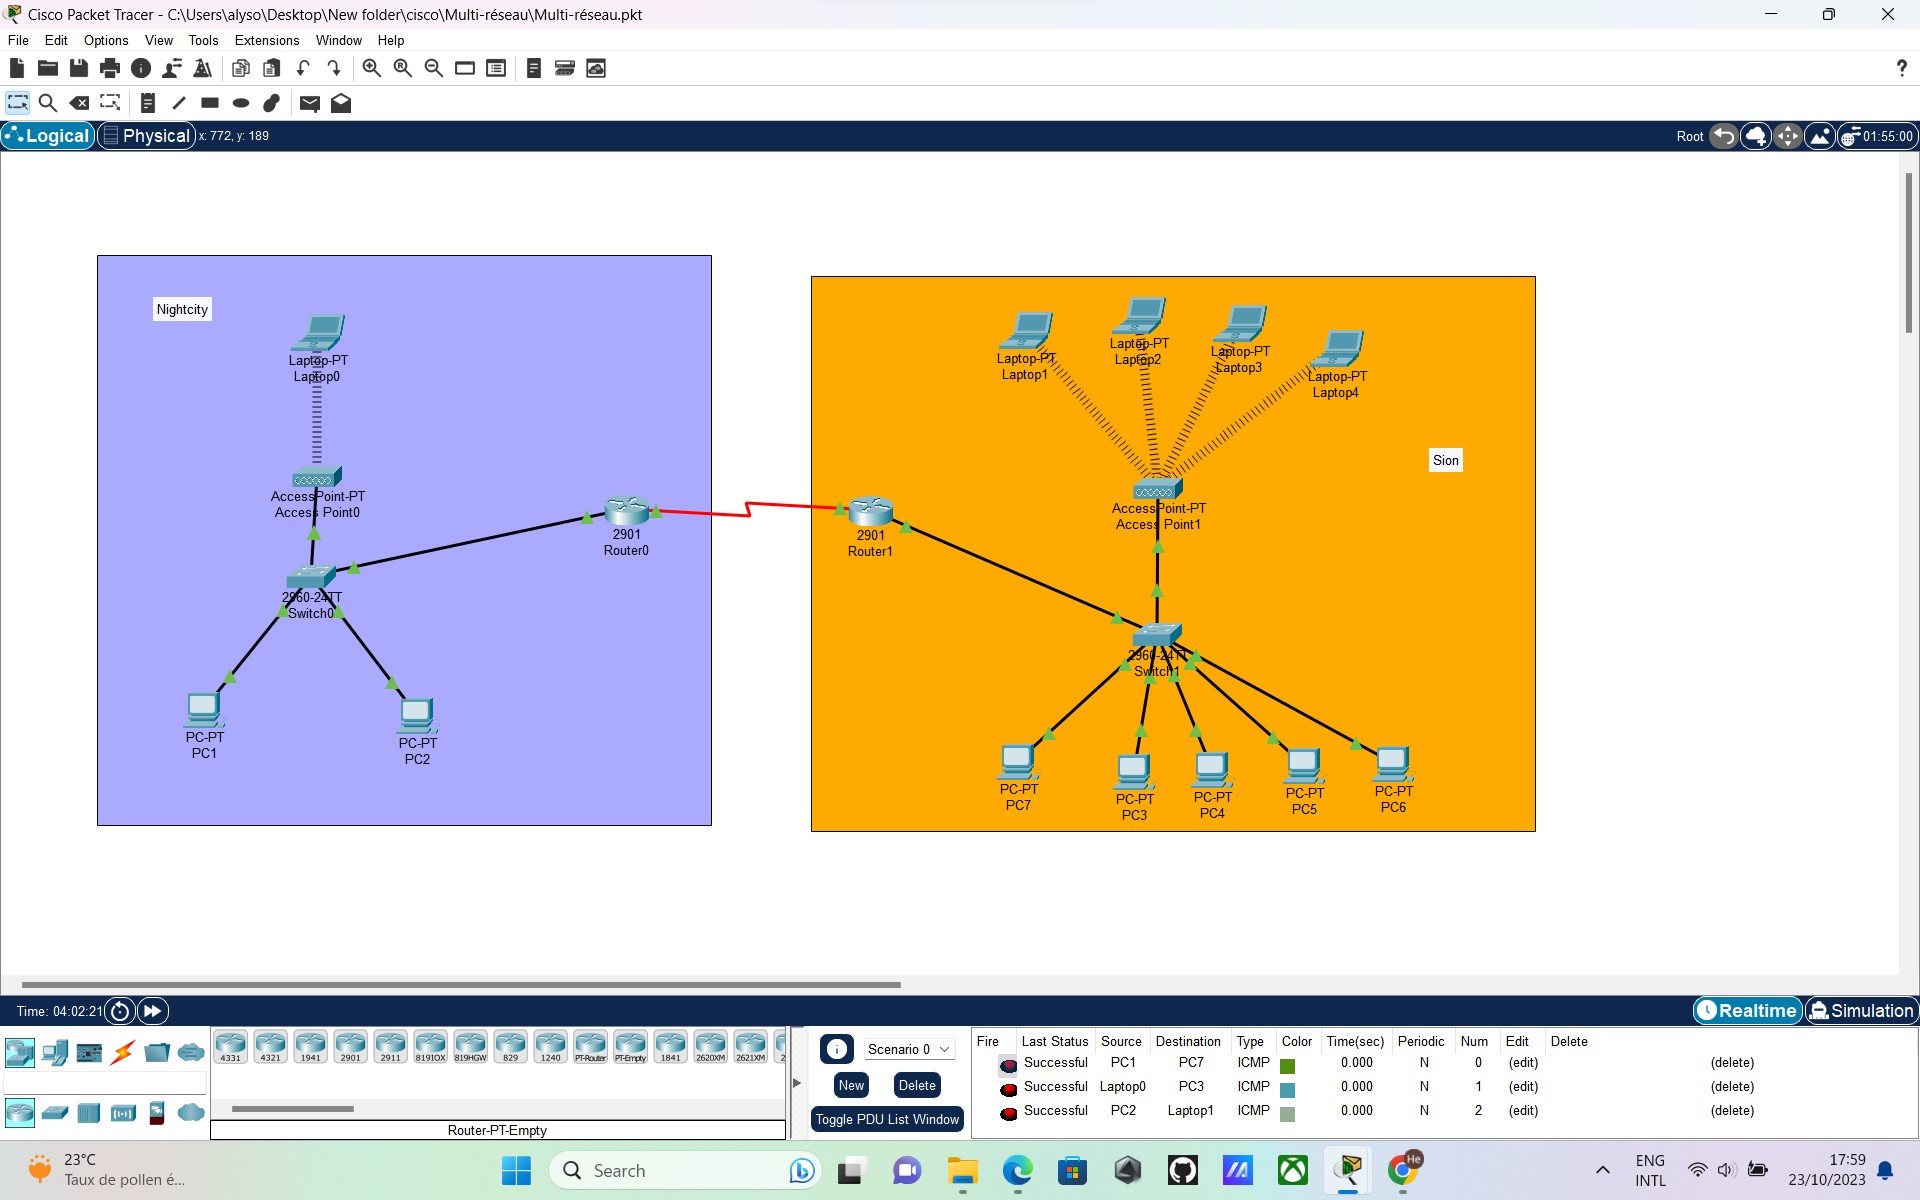 Cisco Packet Tracer - C:\Users\alyso\Desktop\New folder\cisco\Multi-réseau\Multi-réseau.pkt
File Edit Options View Tools Extensions Window Help
?
Logical Physical x: 772, y: 189
Root 01:55:00
Nightcity
Laptop-PT
Laptop0
AccessPoint-PT
Access Point0
2960-24TT
Switch0
PC-PT
PC1
PC-PT
PC2
2901
Router0
2901
Router1
Laptop-PT
Laptop1
Laptop-PT
Laptop2
Laptop-PT
Laptop3
Laptop-PT
Laptop4
Sion
AccessPoint-PT
Access Point1
2960-24TT
Switch1
PC-PT
PC7
PC-PT
PC3
PC-PT
PC4
PC-PT
PC5
PC-PT
PC6
Time: 04:02:21
Realtime Simulation
4331 4321 1941 2901 2911 819IOX 819HGW 829 1240 PT-Router PT-Empty 1841 2620XM 2621XM 2
Router-PT-Empty
Scenario 0
New Delete
Toggle PDU List Window
Fire Last Status Source Destination Type Color Time(sec) Periodic Num Edit Delete
Successful PC1 PC7 ICMP 0.000 N 0 (edit) (delete)
Successful Laptop0 PC3 ICMP 0.000 N 1 (edit) (delete)
Successful PC2 Laptop1 ICMP 0.000 N 2 (edit) (delete)
23°C
Taux de pollen é...
Search
He
ENG
INTL
17:59
23/10/2023